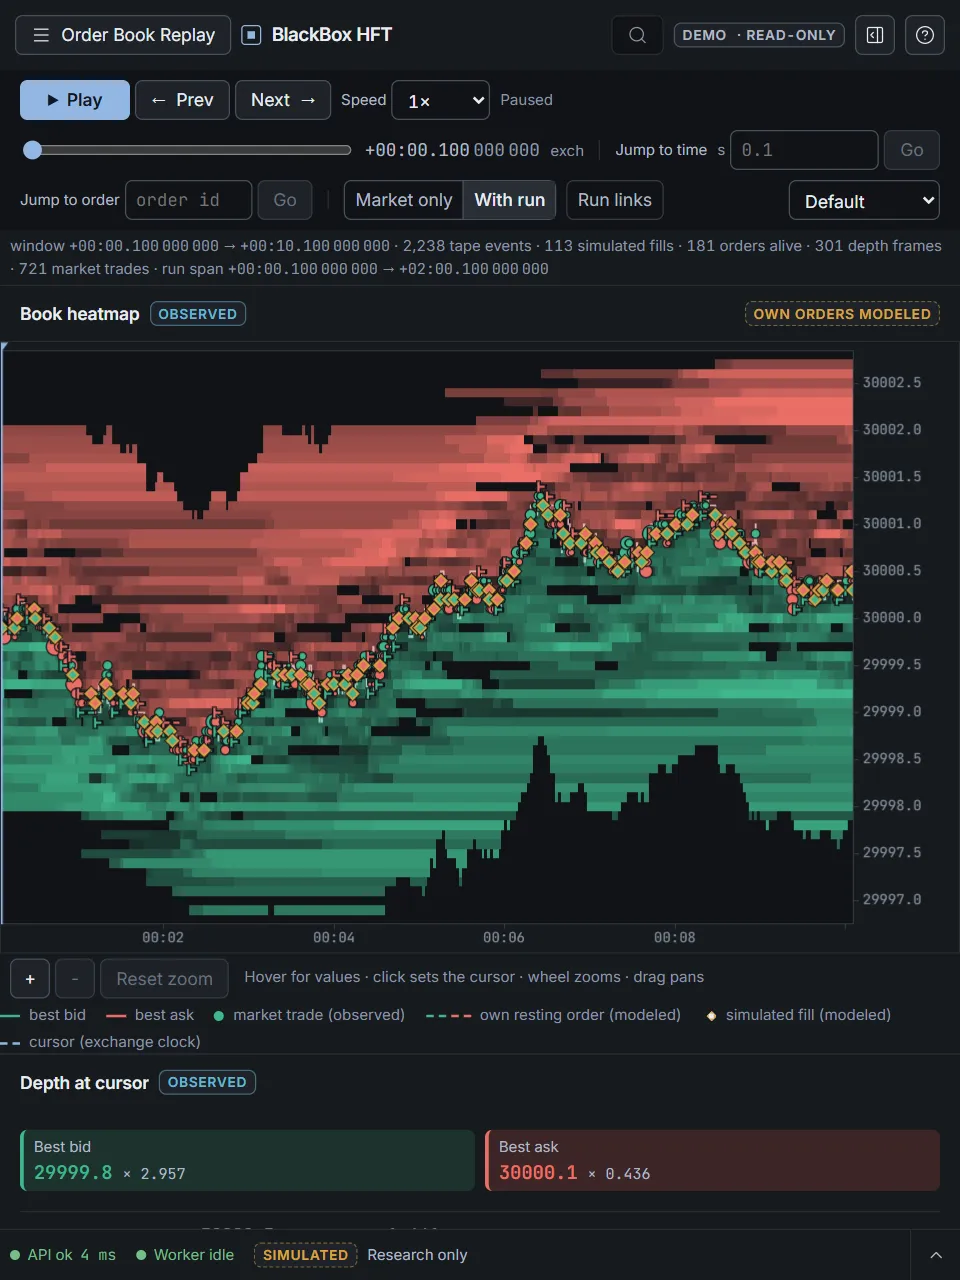 Order Book Replay BlackBox HFT DEMO · READ-ONLY
Play ← Prev Next → Speed 1× Paused
+00:00.100 000 000 exch Jump to time s 0.1 Go
Jump to order order id Go Market only With run Run links Default
window +00:00.100 000 000 → +00:10.100 000 000 · 2,238 tape events · 113 simulated fills · 181 orders alive · 301 depth frames
· 721 market trades · run span +00:00.100 000 000 → +02:00.100 000 000
Book heatmap OBSERVED OWN ORDERS MODELED
30002.5
30002.0
30001.5
30001.0
30000.5
30000.0
29999.5
29999.0
29998.5
29998.0
29997.5
29997.0
00:02 00:04 00:06 00:08
+ - Reset zoom Hover for values · click sets the cursor · wheel zooms · drag pans
best bid best ask market trade (observed) own resting order (modeled) simulated fill (modeled)
cursor (exchange clock)
Depth at cursor OBSERVED
Best bid Best ask
29999.8 × 2.957 30000.1 × 0.436
API ok 4 ms Worker idle SIMULATED Research only